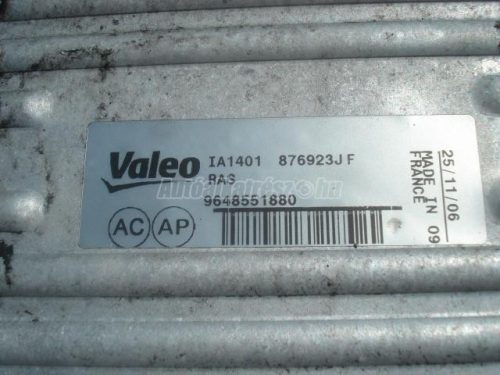 Valeo IA1401 876923J F
RAS
9648551880
AC AP
25/11/06
MADE IN 09
FRANCE